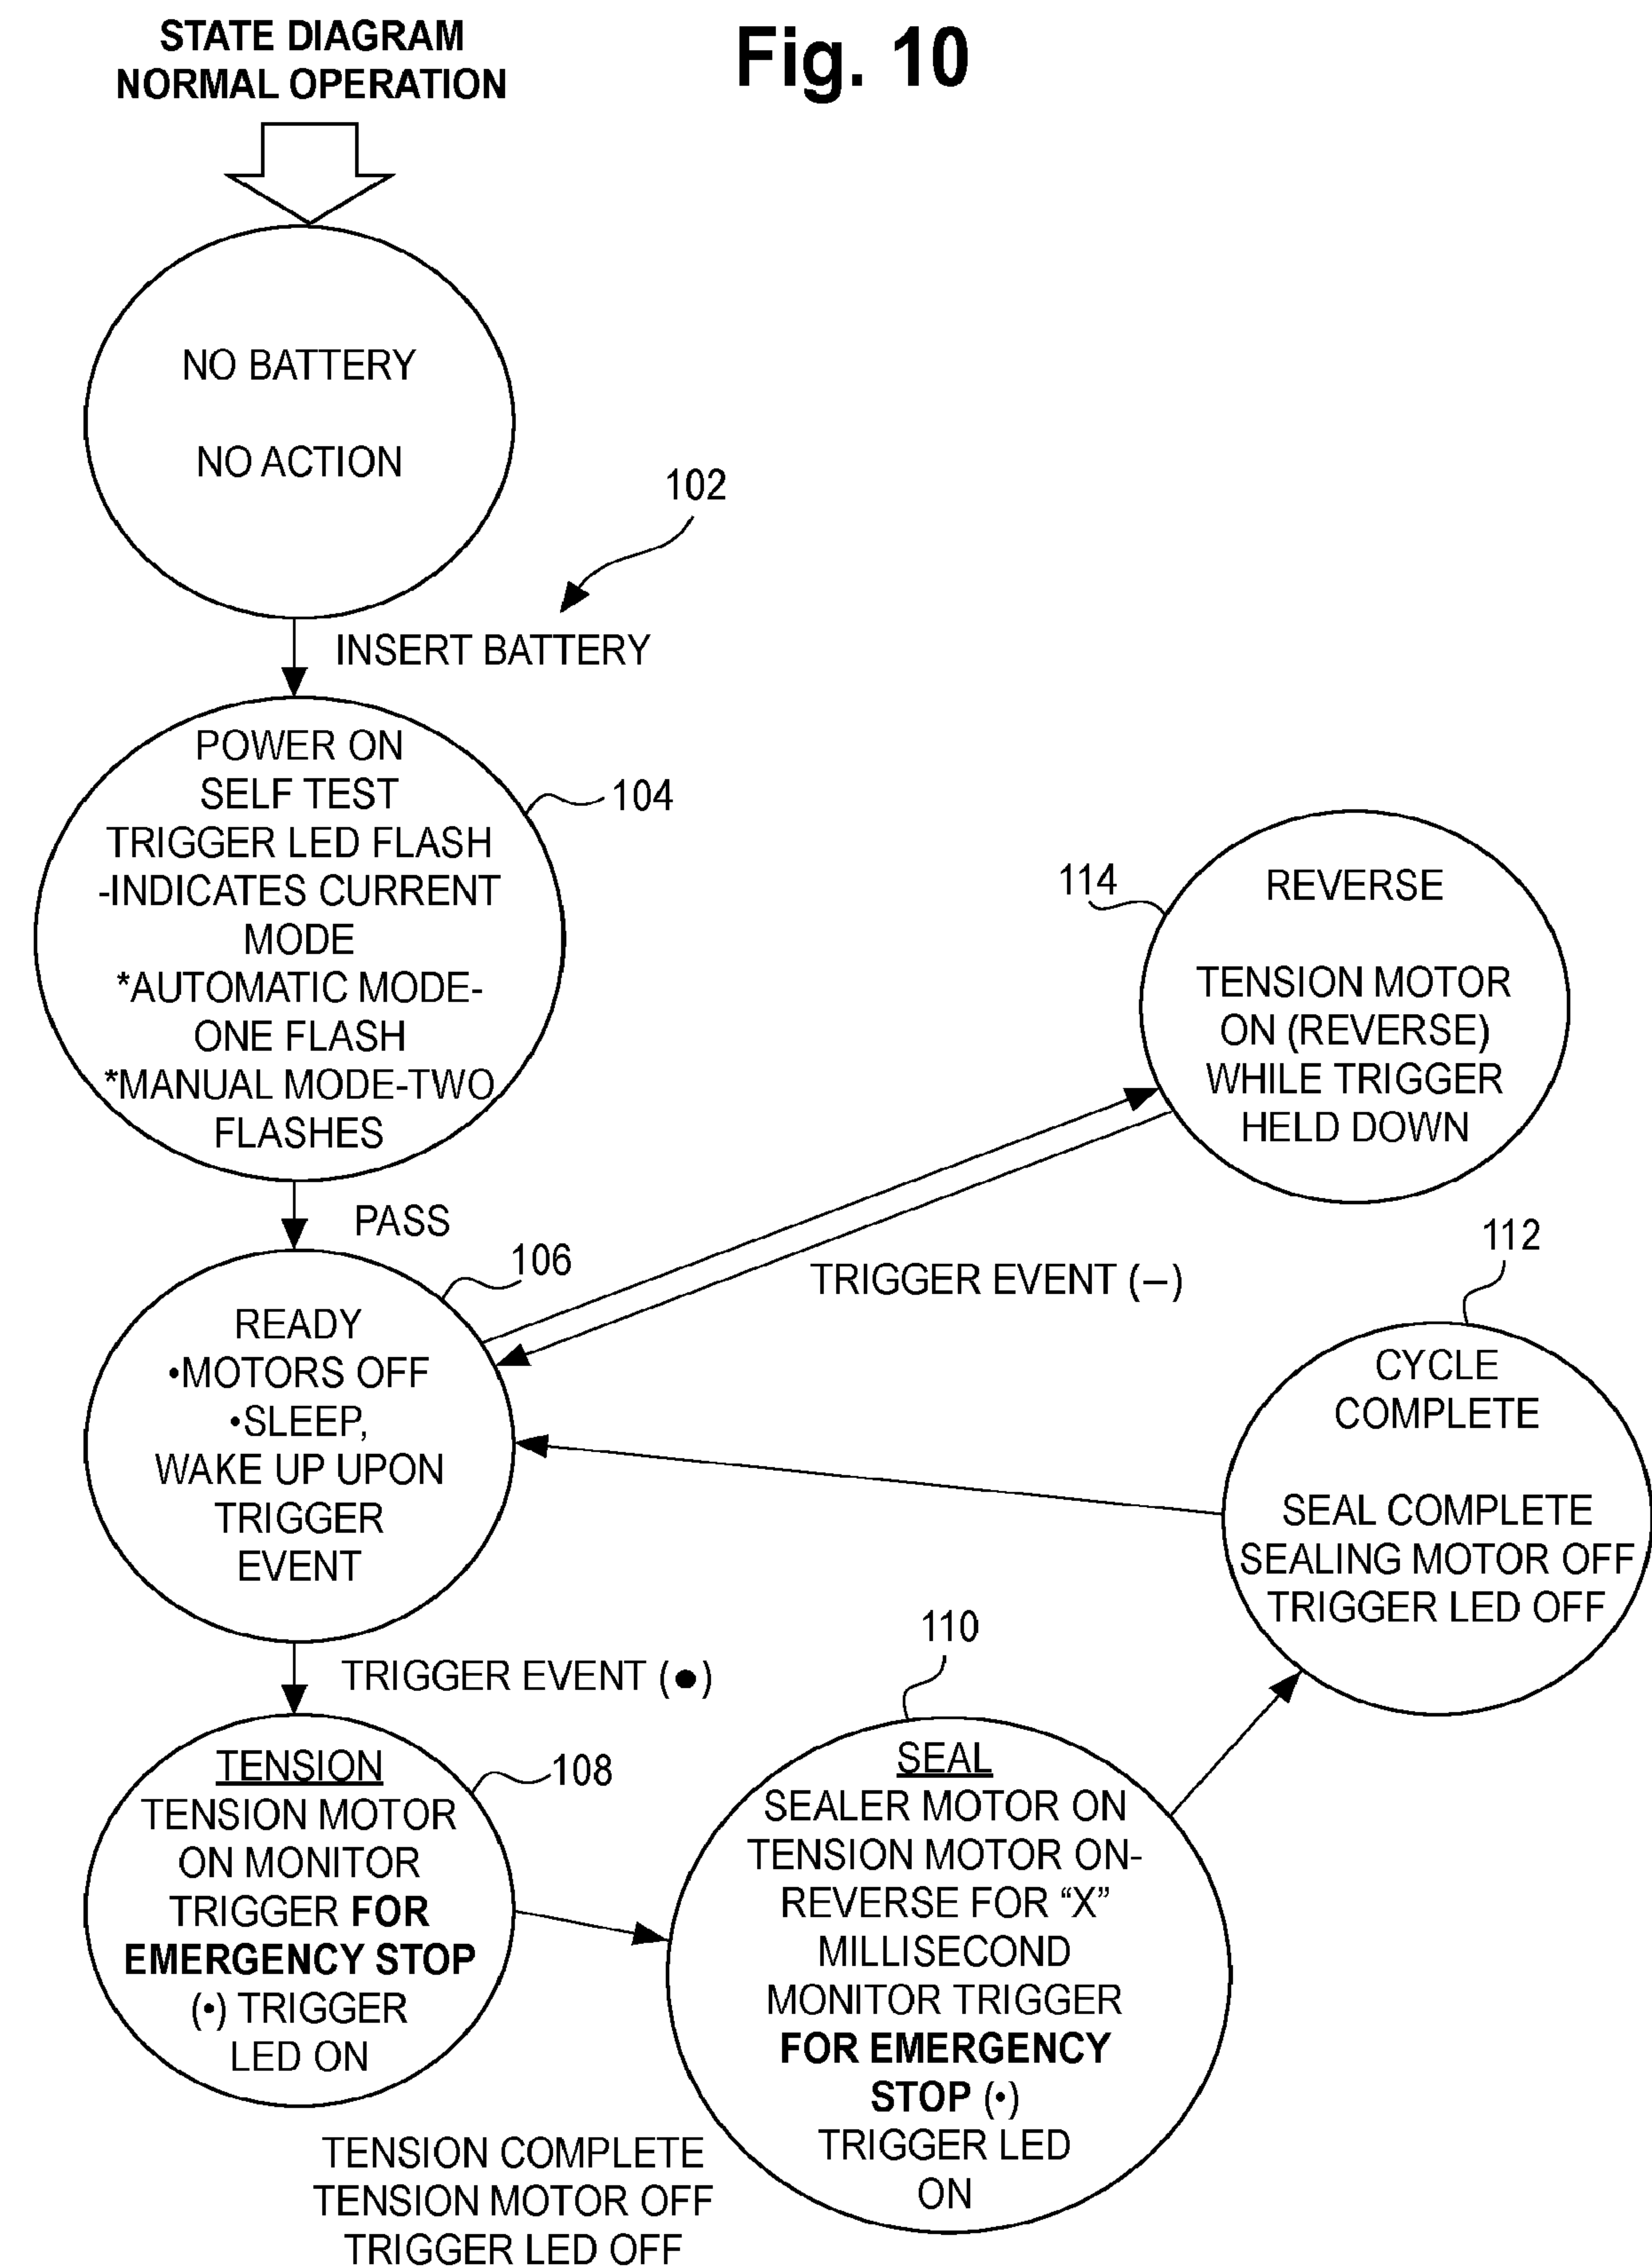 STATE DIAGRAM
NORMAL OPERATION
Fig. 10
NO BATTERY
NO ACTION
102
INSERT BATTERY
POWER ON
SELF TEST
TRIGGER LED FLASH
-INDICATES CURRENT
MODE
*AUTOMATIC MODE-
ONE FLASH
*MANUAL MODE-TWO
FLASHES
104
PASS
114
REVERSE
TENSION MOTOR
ON (REVERSE)
WHILE TRIGGER
HELD DOWN
TRIGGER EVENT (–)
106
READY
•MOTORS OFF
•SLEEP,
WAKE UP UPON
TRIGGER
EVENT
112
CYCLE
COMPLETE
SEAL COMPLETE
SEALING MOTOR OFF
TRIGGER LED OFF
TRIGGER EVENT (●)
TENSION
TENSION MOTOR
ON MONITOR
TRIGGER FOR
EMERGENCY STOP
(•) TRIGGER
LED ON
108
TENSION COMPLETE
TENSION MOTOR OFF
TRIGGER LED OFF
110
SEAL
SEALER MOTOR ON
TENSION MOTOR ON-
REVERSE FOR “X”
MILLISECOND
MONITOR TRIGGER
FOR EMERGENCY
STOP (•)
TRIGGER LED
ON